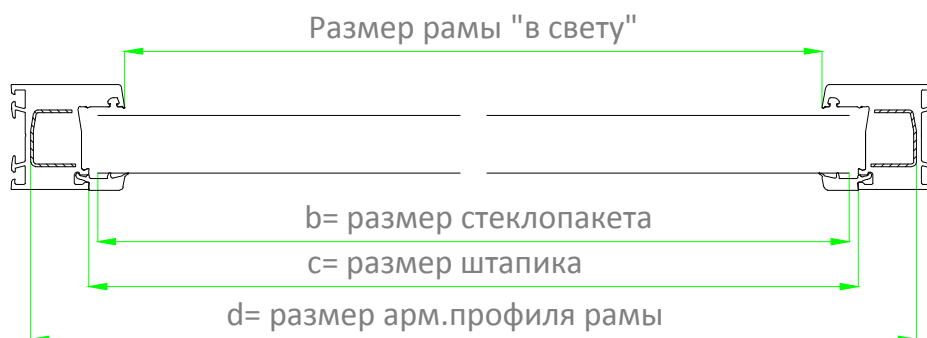 Размер рамы "в свету"
b= размер стеклопакета
c= размер штапика
d= размер арм.профиля рамы